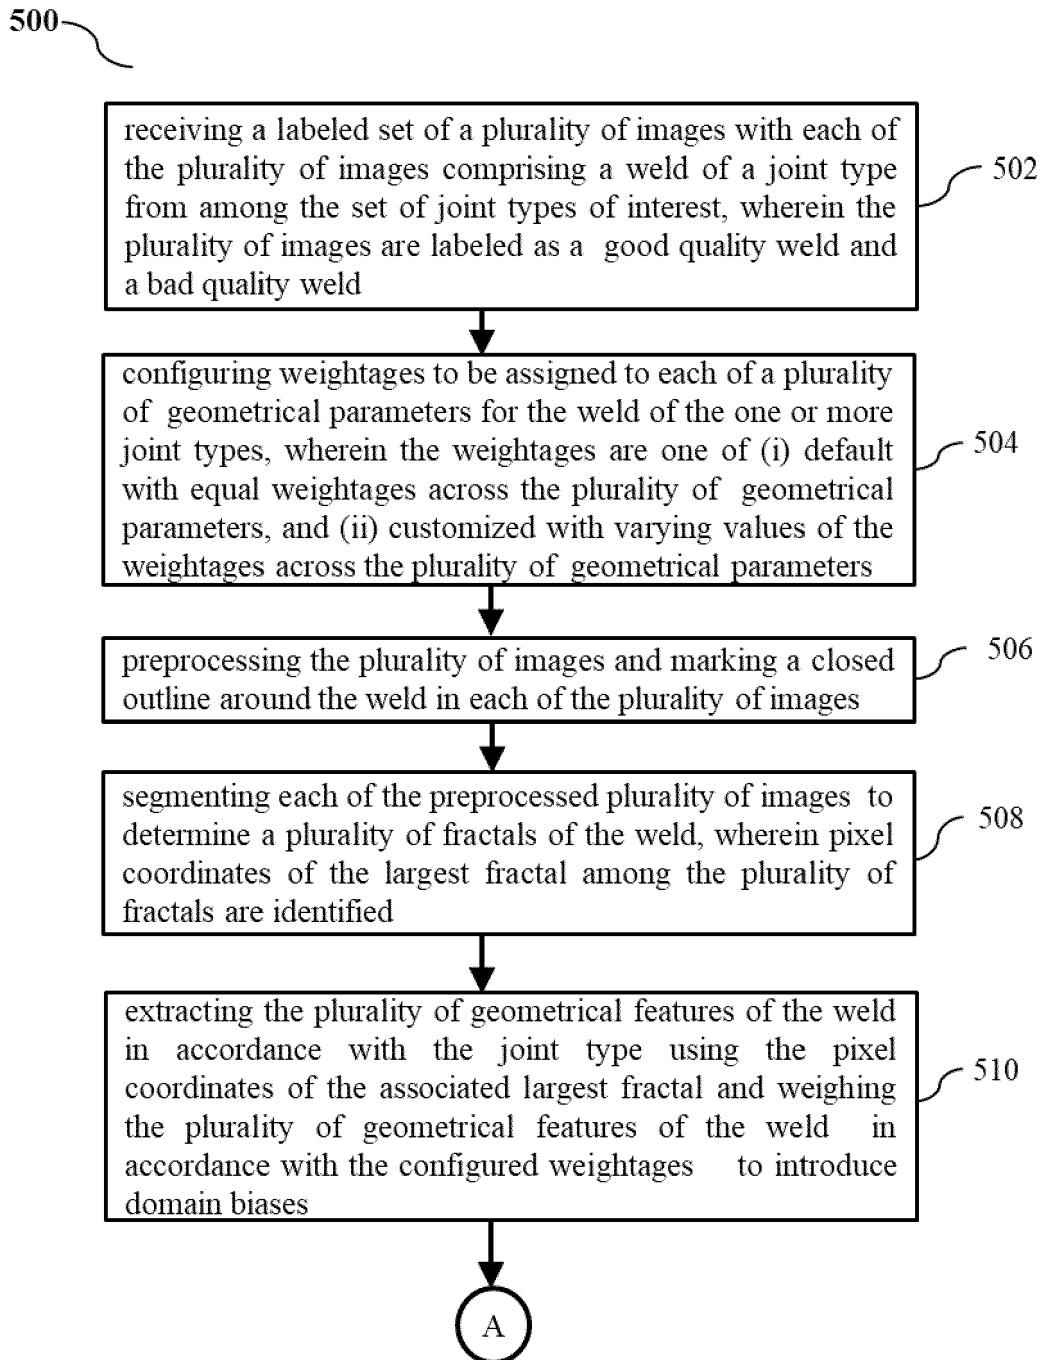 500
receiving a labeled set of a plurality of images with each of
the plurality of images comprising a weld of a joint type
from among the set of joint types of interest, wherein the
plurality of images are labeled as a good quality weld and
a bad quality weld
502
configuring weightages to be assigned to each of a plurality
of geometrical parameters for the weld of the one or more
joint types, wherein the weightages are one of (i) default
with equal weightages across the plurality of geometrical
parameters, and (ii) customized with varying values of the
weightages across the plurality of geometrical parameters
504
preprocessing the plurality of images and marking a closed
outline around the weld in each of the plurality of images
506
segmenting each of the preprocessed plurality of images to
determine a plurality of fractals of the weld, wherein pixel
coordinates of the largest fractal among the plurality of
fractals are identified
508
extracting the plurality of geometrical features of the weld
in accordance with the joint type using the pixel
coordinates of the associated largest fractal and weighing
the plurality of geometrical features of the weld in
accordance with the configured weightages to introduce
domain biases
510
A